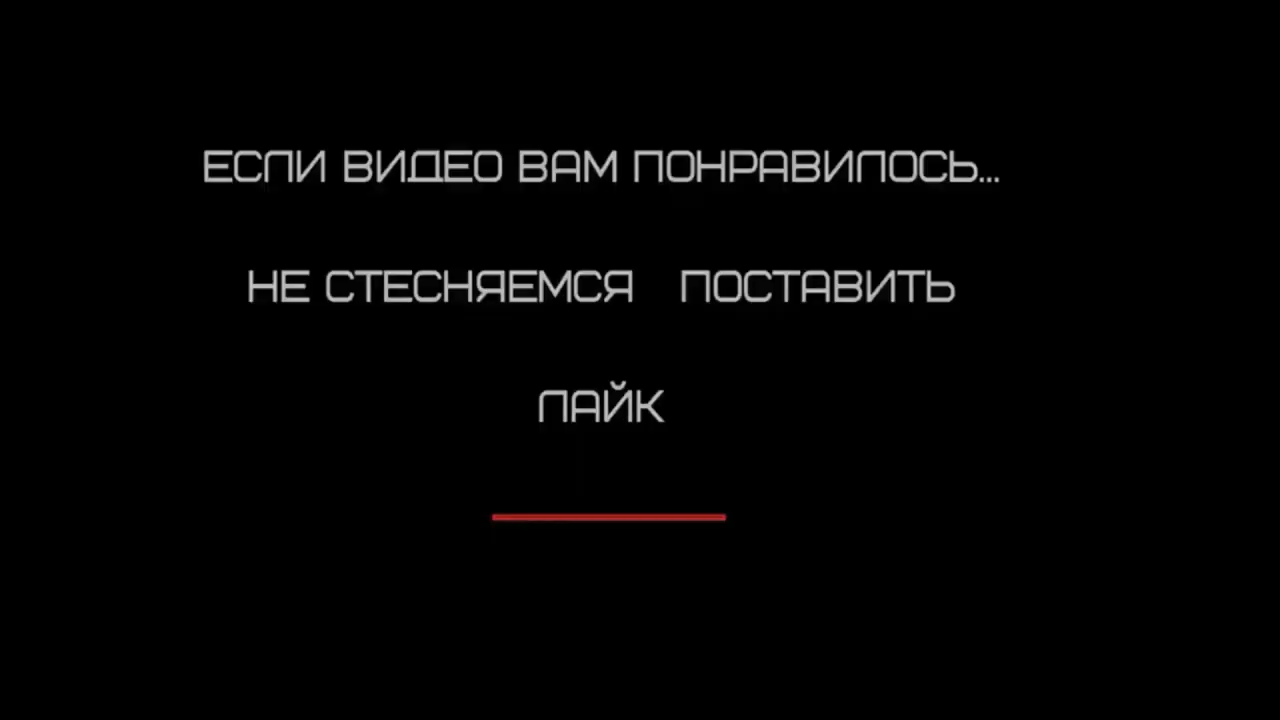 ЕСЛИ ВИДЕО ВАМ ПОНРАВИЛОСЬ...
НЕ СТЕСНЯЕМСЯ ПОСТАВИТЬ
ЛАЙК